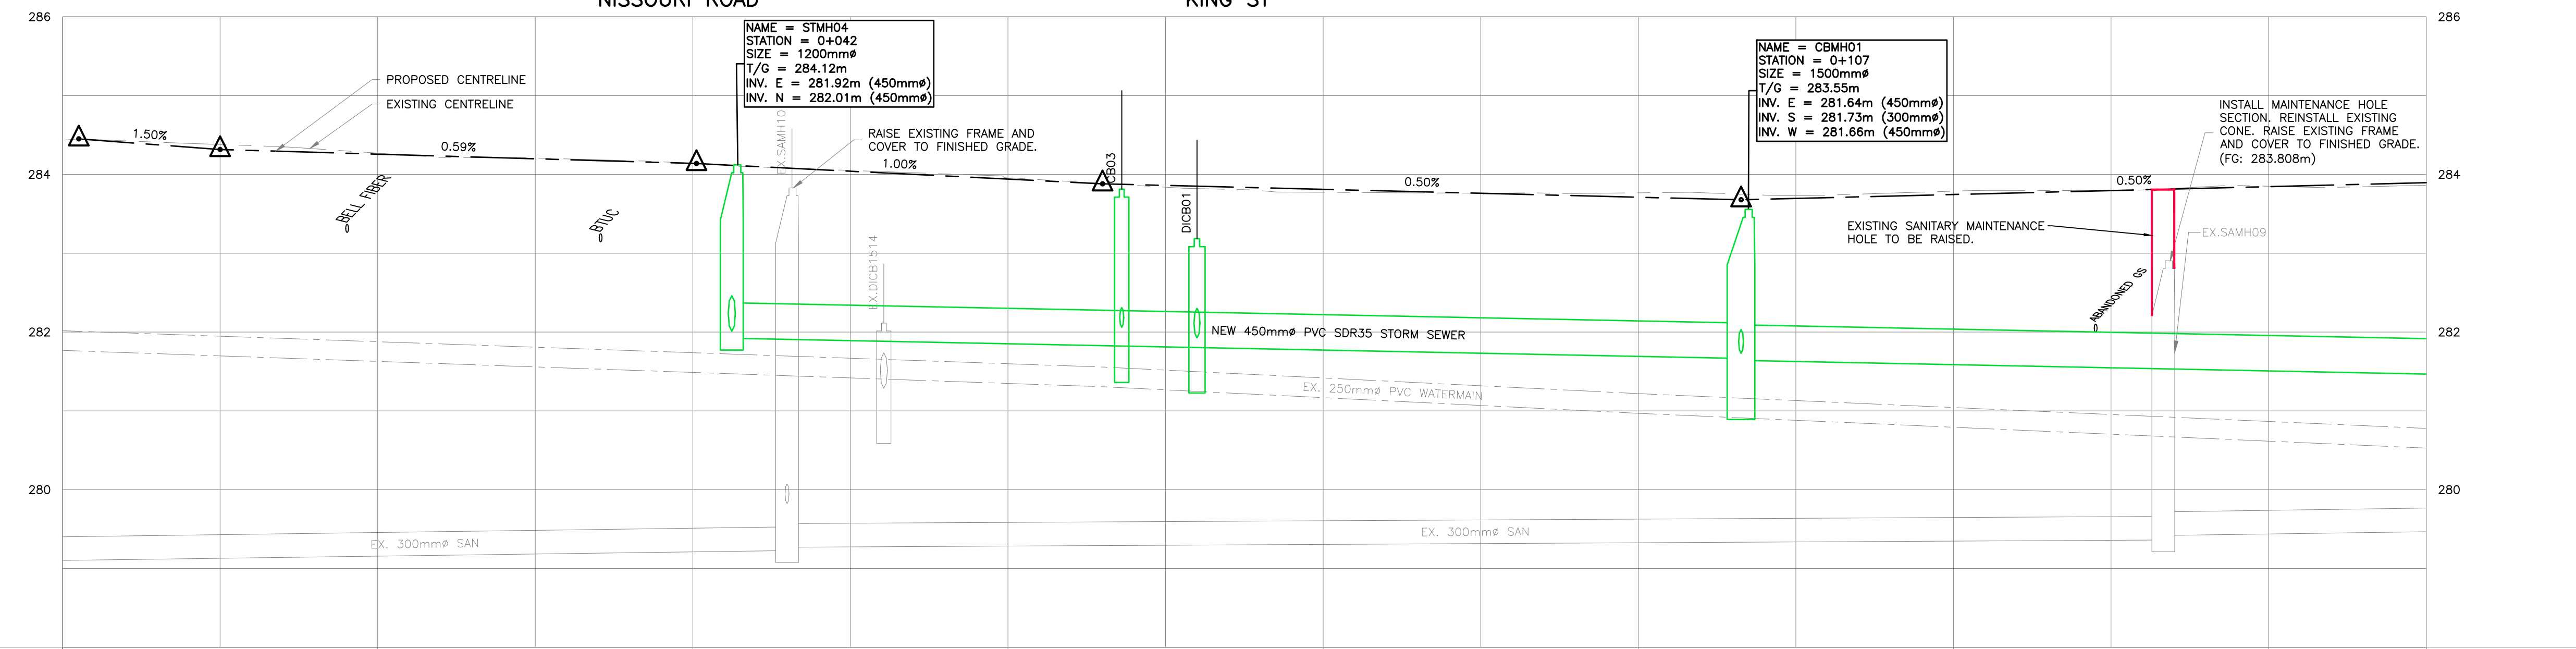 NISSOURI ROAD
KING ST
286
286
NAME = STMH04
STATION = 0+042
SIZE = 1200mmø
T/G = 284.12m
INV. E = 281.92m (450mmø)
INV. N = 282.01m (450mmø)
NAME = CBMH01
STATION = 0+107
SIZE = 1500mmø
T/G = 283.55m
INV. E = 281.64m (450mmø)
INV. S = 281.73m (300mmø)
INV. W = 281.66m (450mmø)
PROPOSED CENTRELINE
EXISTING CENTRELINE
INSTALL MAINTENANCE HOLE
SECTION. REINSTALL EXISTING
CONE. RAISE EXISTING FRAME
AND COVER TO FINISHED GRADE.
(FG: 283.808m)
1.50%
0.59%
EX.SAMH10
RAISE EXISTING FRAME AND
COVER TO FINISHED GRADE.
1.00%
CB03
0.50%
0.50%
284
284
BELL FIBER
BTUC
EX.DICB1514
DICB01
EXISTING SANITARY MAINTENANCE
HOLE TO BE RAISED.
EX.SAMH09
ABANDONED GS
282
282
NEW 450mmø PVC SDR35 STORM SEWER
EX. 250mmø PVC WATERMAIN
280
280
EX. 300mmø SAN
EX. 300mmø SAN